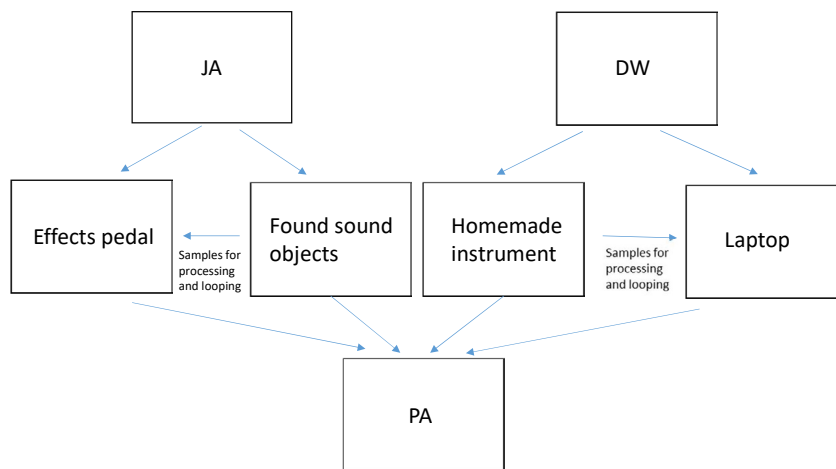 JA
DW
Effects pedal
Samples for
processing
and looping
Found sound
objects
Homemade
instrument
Samples for
processing
and looping
Laptop
PA